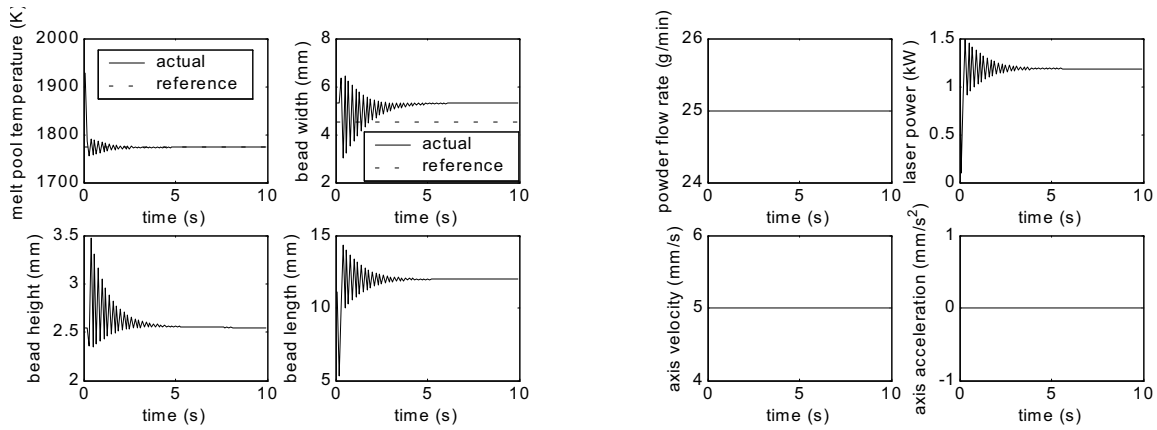 melt pool temperature (K)
2000
1900
1800
1700
0
5
10
time (s)
actual
reference
bead width (mm)
8
6
4
2
0
5
10
time (s)
actual
reference
powder flow rate (g/min)
26
25
24
0
5
10
time (s)
laser power (kW)
1.5
1
0.5
0
0
5
10
time (s)
bead height (mm)
3.5
3
2.5
2
0
5
10
time (s)
bead length (mm)
15
10
5
0
5
10
time (s)
axis velocity (mm/s)
6
5
4
0
5
10
time (s)
axis acceleration (mm/s²)
1
0
-1
0
5
10
time (s)